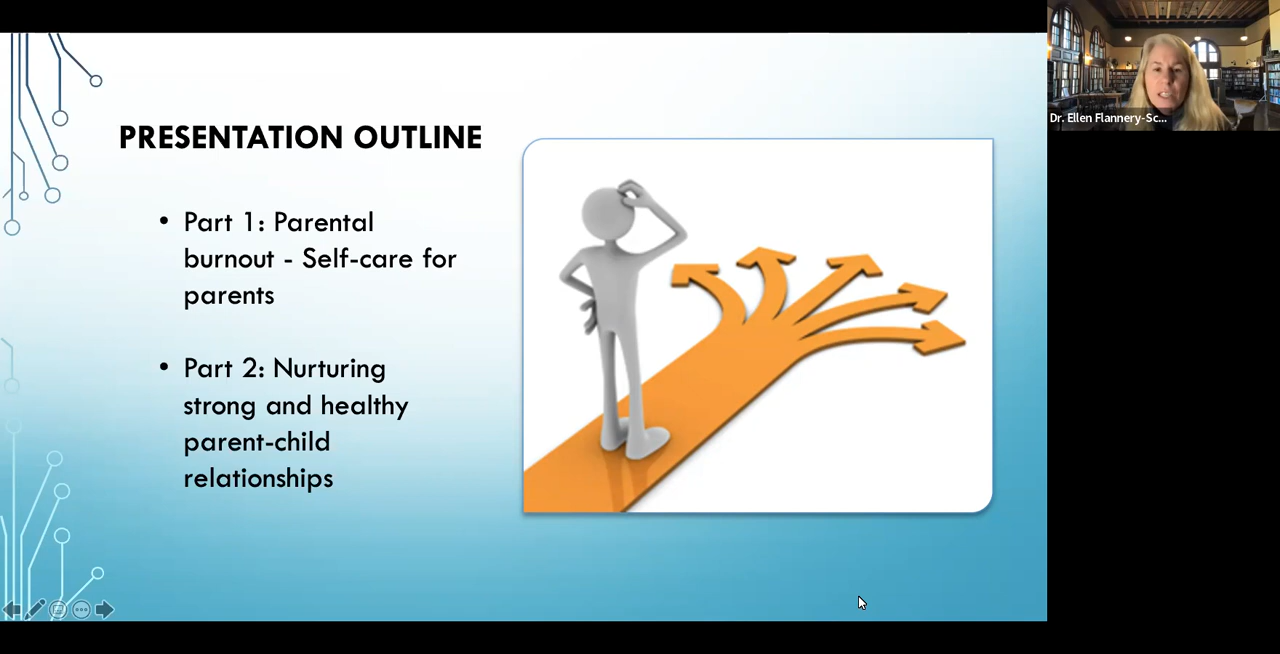 PRESENTATION OUTLINE
• Part 1: Parental
burnout - Self-care for
parents
• Part 2: Nurturing
strong and healthy
parent-child
relationships
Dr. Ellen Flannery-Sc...